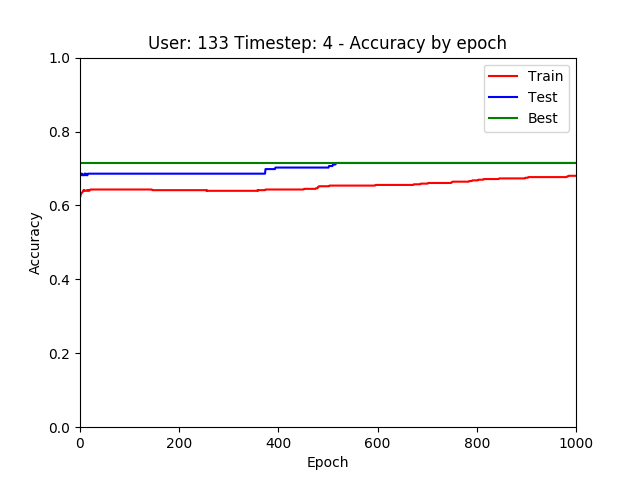 User: 133 Timestep: 4 - Accuracy by epoch
1.0
0.8
0.6
0.4
0.2
0.0
Accuracy
Train
Test
Best
0 200 400 600 800 1000
Epoch